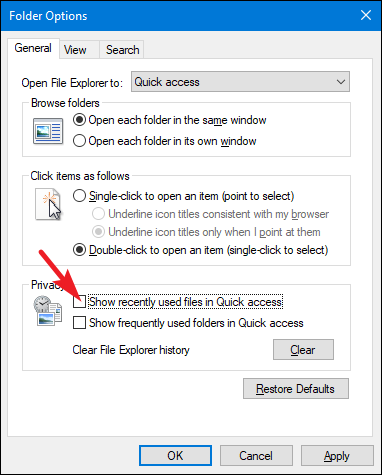 Folder Options
General View Search
Open File Explorer to: Quick access
Browse folders
Open each folder in the same window
Open each folder in its own window
Click items as follows
Single-click to open an item (point to select)
Underline icon titles consistent with my browser
Underline icon titles only when I point at them
Double-click to open an item (single-click to select)
Privacy
Show recently used files in Quick access
Show frequently used folders in Quick access
Clear File Explorer history Clear
Restore Defaults
OK Cancel Apply